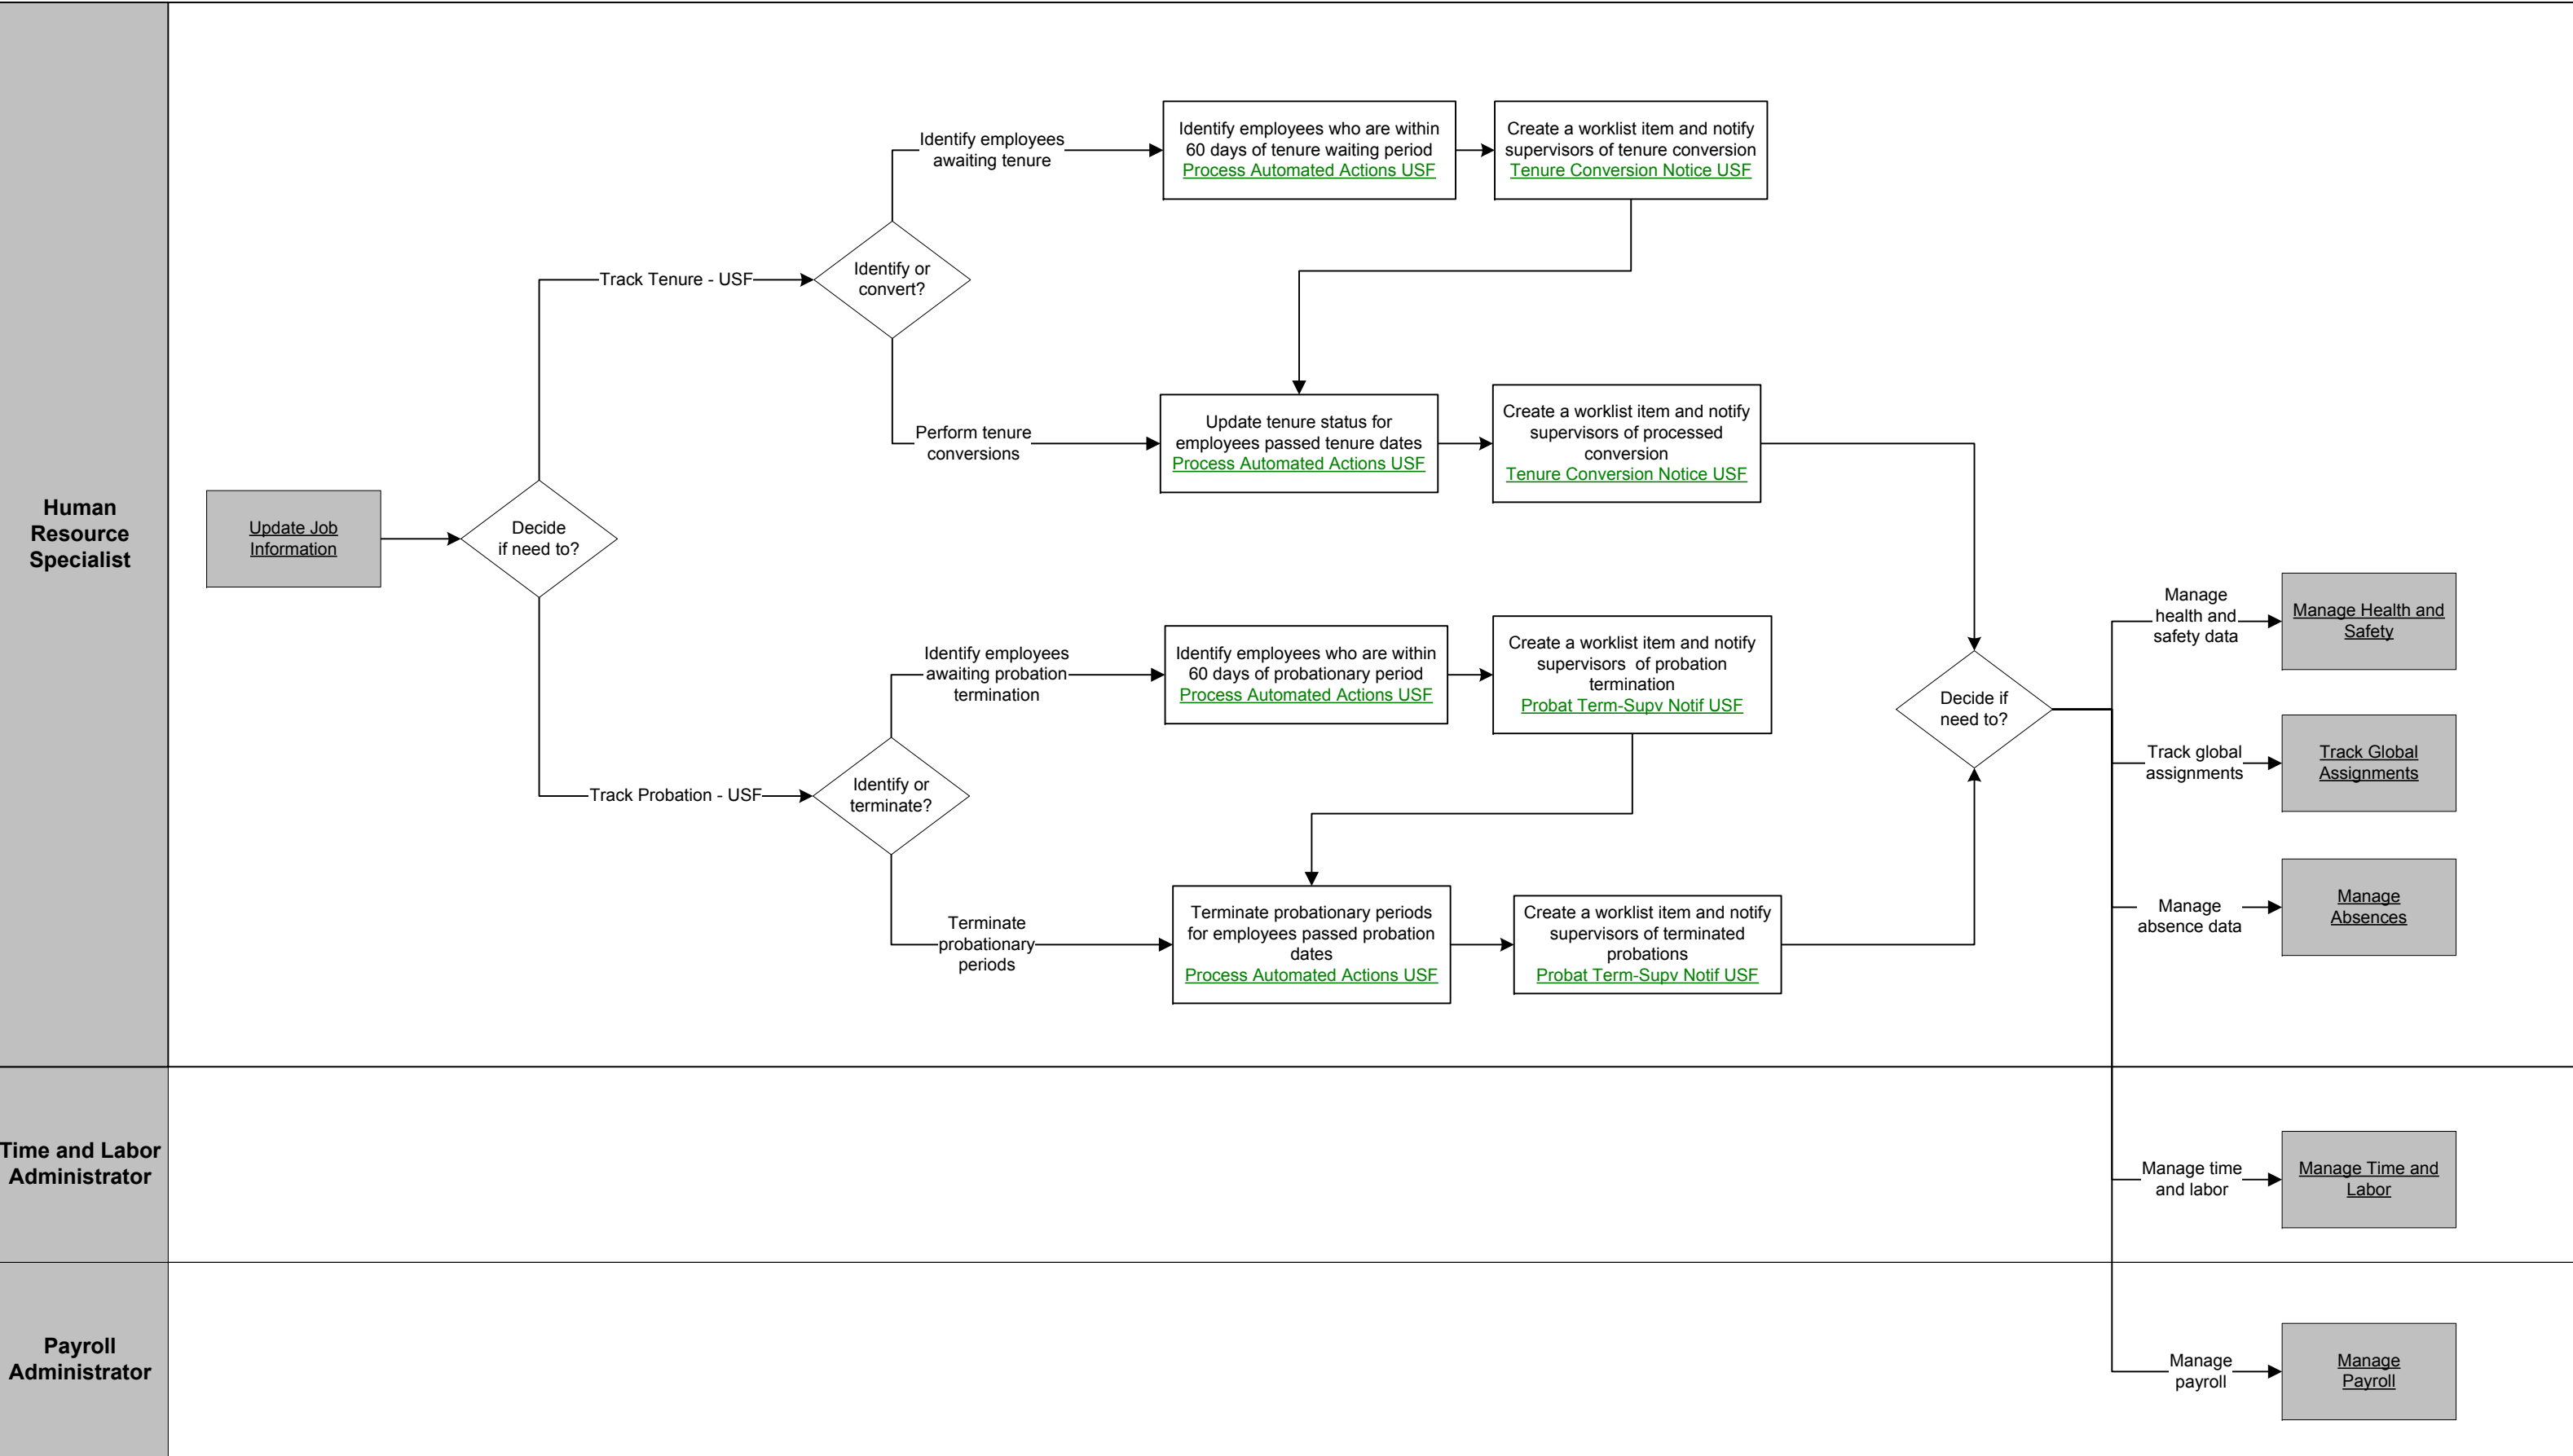 Human
Resource
Specialist
Update Job
Information
Decide
if need to?
Track Tenure - USF
Identify or
convert?
Identify employees
awaiting tenure
Identify employees who are within
60 days of tenure waiting period
Process Automated Actions USF
Create a worklist item and notify
supervisors of tenure conversion
Tenure Conversion Notice USF
Perform tenure
conversions
Update tenure status for
employees passed tenure dates
Process Automated Actions USF
Create a worklist item and notify
supervisors of processed
conversion
Tenure Conversion Notice USF
Track Probation - USF
Identify or
terminate?
Identify employees
awaiting probation
termination
Identify employees who are within
60 days of probationary period
Process Automated Actions USF
Create a worklist item and notify
supervisors  of probation
termination
Probat Term-Supv Notif USF
Terminate
probationary
periods
Terminate probationary periods
for employees passed probation
dates
Process Automated Actions USF
Create a worklist item and notify
supervisors of terminated
probations
Probat Term-Supv Notif USF
Decide if
need to?
Manage
health and
safety data
Manage Health and
Safety
Track global
assignments
Track Global
Assignments
Manage
absence data
Manage
Absences
Time and Labor
Administrator
Manage time
and labor
Manage Time and
Labor
Payroll
Administrator
Manage
payroll
Manage
Payroll